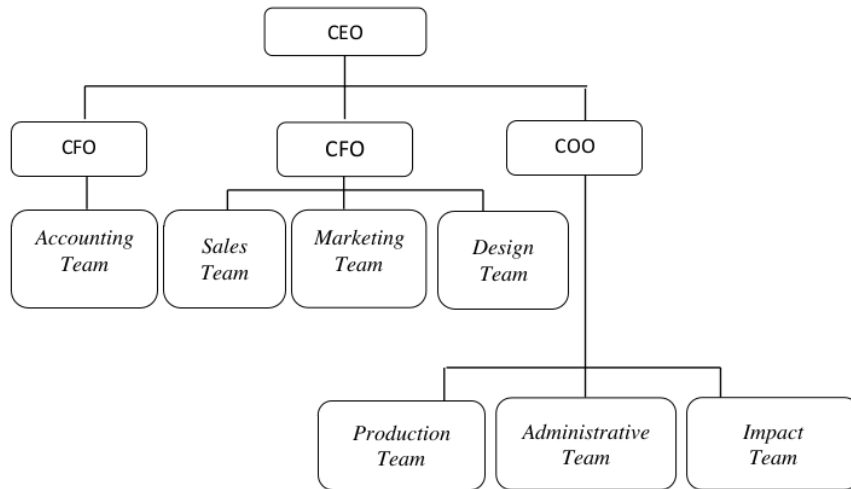 CEO
CFO
CFO
COO
Accounting
Team
Sales
Team
Marketing
Team
Design
Team
Production
Team
Administrative
Team
Impact
Team